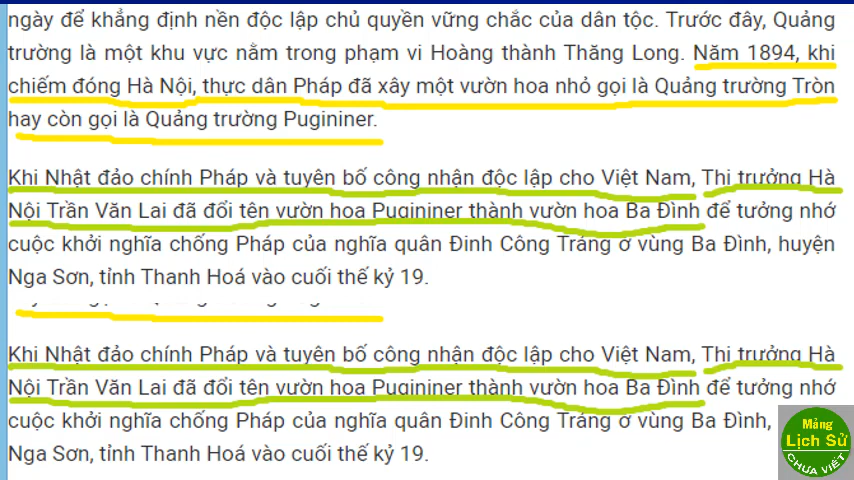 ngày để khẳng định nền độc lập chủ quyền vững chắc của dân tộc. Trước đây, Quảng
trường là một khu vực nằm trong phạm vi Hoàng thành Thăng Long. Năm 1894, khi
chiếm đóng Hà Nội, thực dân Pháp đã xây một vườn hoa nhỏ gọi là Quảng trường Tròn
hay còn gọi là Quảng trường Pugininer.
Khi Nhật đảo chính Pháp và tuyên bố công nhận độc lập cho Việt Nam, Thị trưởng Hà
Nội Trần Văn Lai đã đổi tên vườn hoa Pugininer thành vườn hoa Ba Đình để tưởng nhớ
cuộc khởi nghĩa chống Pháp của nghĩa quân Đinh Công Tráng ở vùng Ba Đình, huyện
Nga Sơn, tỉnh Thanh Hoá vào cuối thế kỷ 19.
Khi Nhật đảo chính Pháp và tuyên bố công nhận độc lập cho Việt Nam, Thị trưởng Hà
Nội Trần Văn Lai đã đổi tên vườn hoa Pugininer thành vườn hoa Ba Đình để tưởng nhớ
cuộc khởi nghĩa chống Pháp của nghĩa quân Đinh Công Tráng ở vùng Ba Đình,
Nga Sơn, tỉnh Thanh Hoá vào cuối thế kỷ 19.
Mảng
Lịch Sử
CHƯA VIẾT